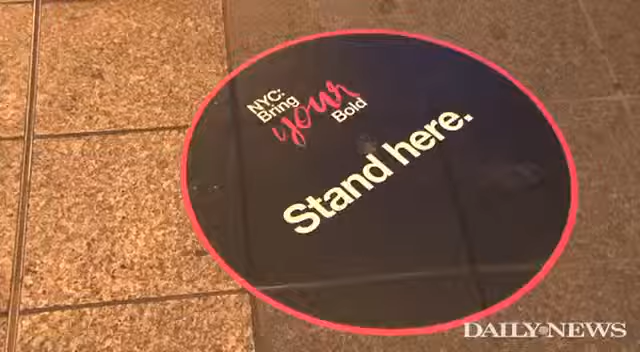 NYC:
Bring
your
Bold
Stand here.
DAILY NEWS